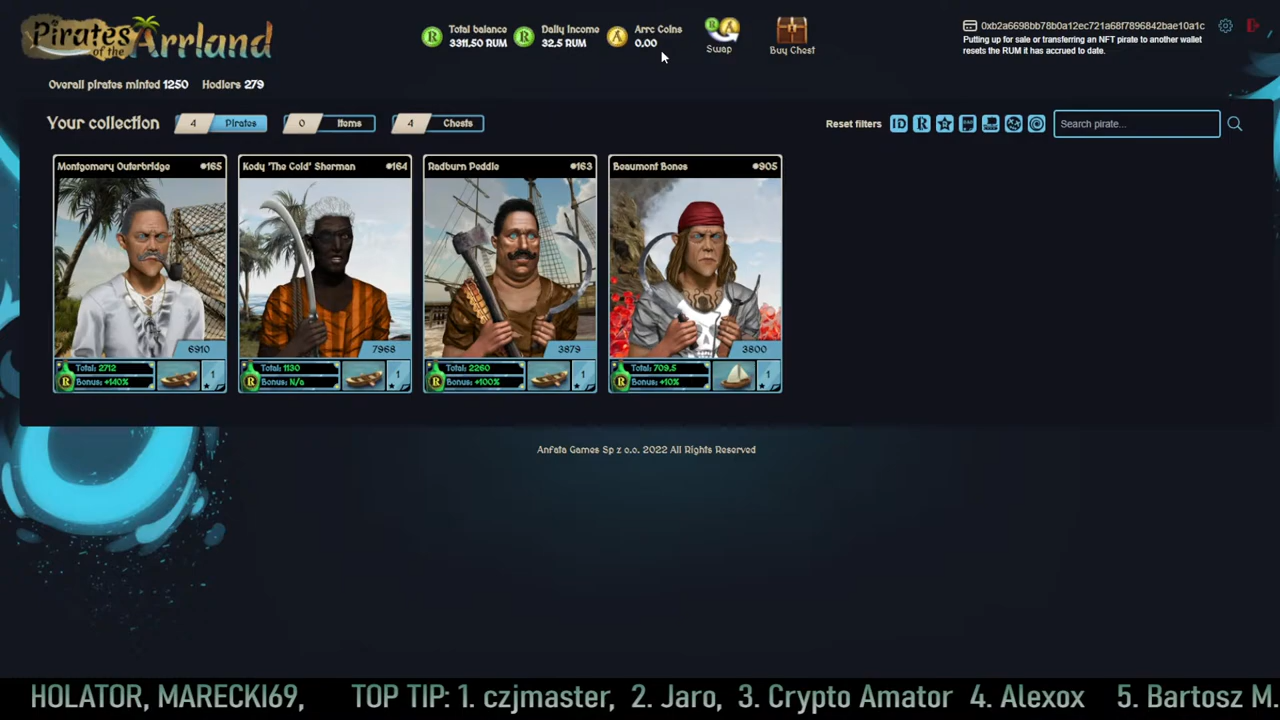 Pirates of the Arrland
Total balance
3311.50 RUM
Daily Income
32.5 RUM
Arrc Coins
0.00
Swap
Buy Chest
0xb2a6698bb78b0a12ec721a68f7896842bae10a1c
Putting up for sale or transferring an NFT pirate to another wallet
resets the RUM it has accrued to date.
Overall pirates minted 1250 Hodlers 279
Your collection
4 Pirates
0 Items
4 Chests
Reset filters
ID R
Search pirate...
Montgomery Outerbridge #165
6910
R Total: 2712
Bonus: +140%
1
Kody 'The Cold' Sherman #164
7968
R Total: 1130
Bonus: N/a
1
Radburn Peddle #163
3879
R Total: 2260
Bonus: +100%
1
Beaumont Bones #905
3800
R Total: 709.5
Bonus: +10%
1
Anfata Games Sp z o.o. 2022 All Rights Reserved
HOLATOR, MARECKI69, TOP TIP: 1. czjmaster, 2. Jaro, 3. Crypto Amator 4. Alexox 5. Bartosz M.